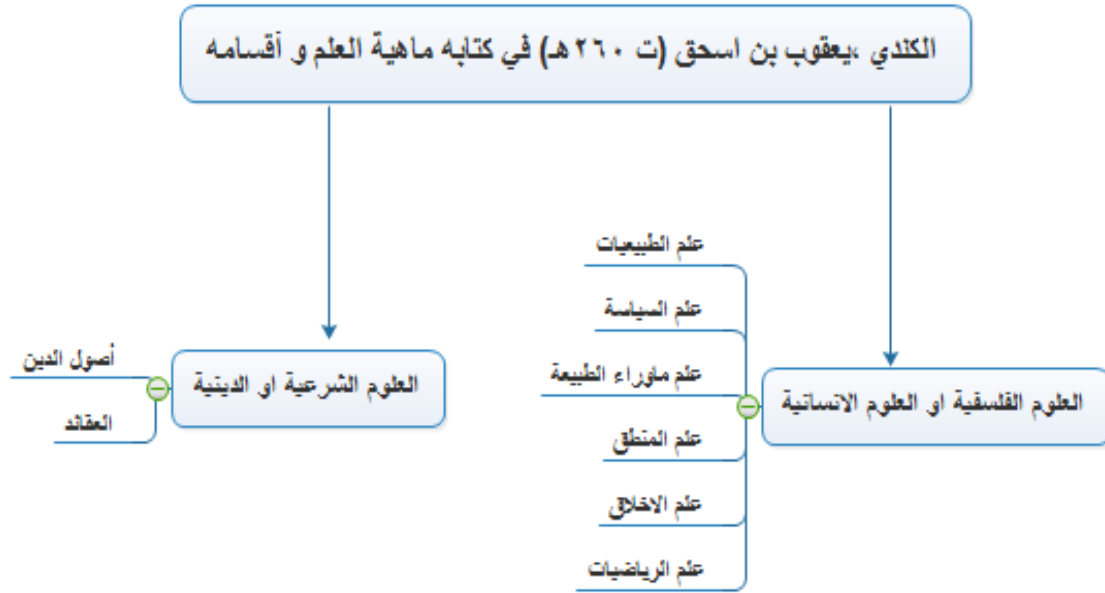 الكندي ،يعقوب بن اسحق (ت ٢٦٠ هـ) في كتابه ماهية العلم و أقسامه
العلوم الفلسفية او العلوم الانسانية
علم الطبيعيات
علم السياسة
علم ماوراء الطبيعة
علم المنطق
علم الاخلاق
علم الرياضيات
العلوم الشرعية او الدينية
أصول الدين
العقائد